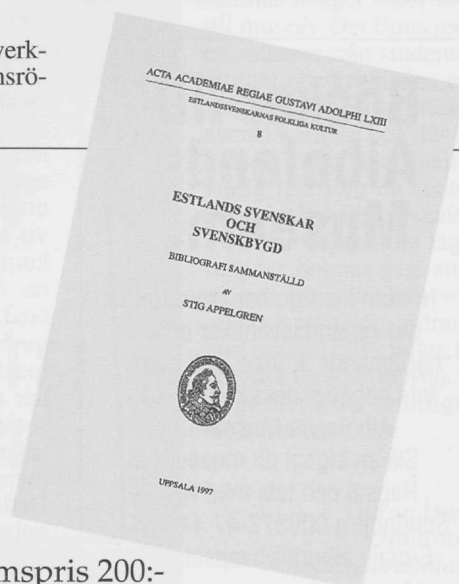 verk-
nsrö-
ACTA ACADEMIAE REGIAE GUSTAVI ADOLPHI LXIII
ESTLANDSSVENSKARNAS FOLKLIGA KULTUR
8
ESTLANDS SVENSKAR
OCH
SVENSKBYGD
BIBLIOGRAFI SAMMANSTÄLLD
AV
STIG APPELGREN
UPPSALA 1997
mspris 200:-